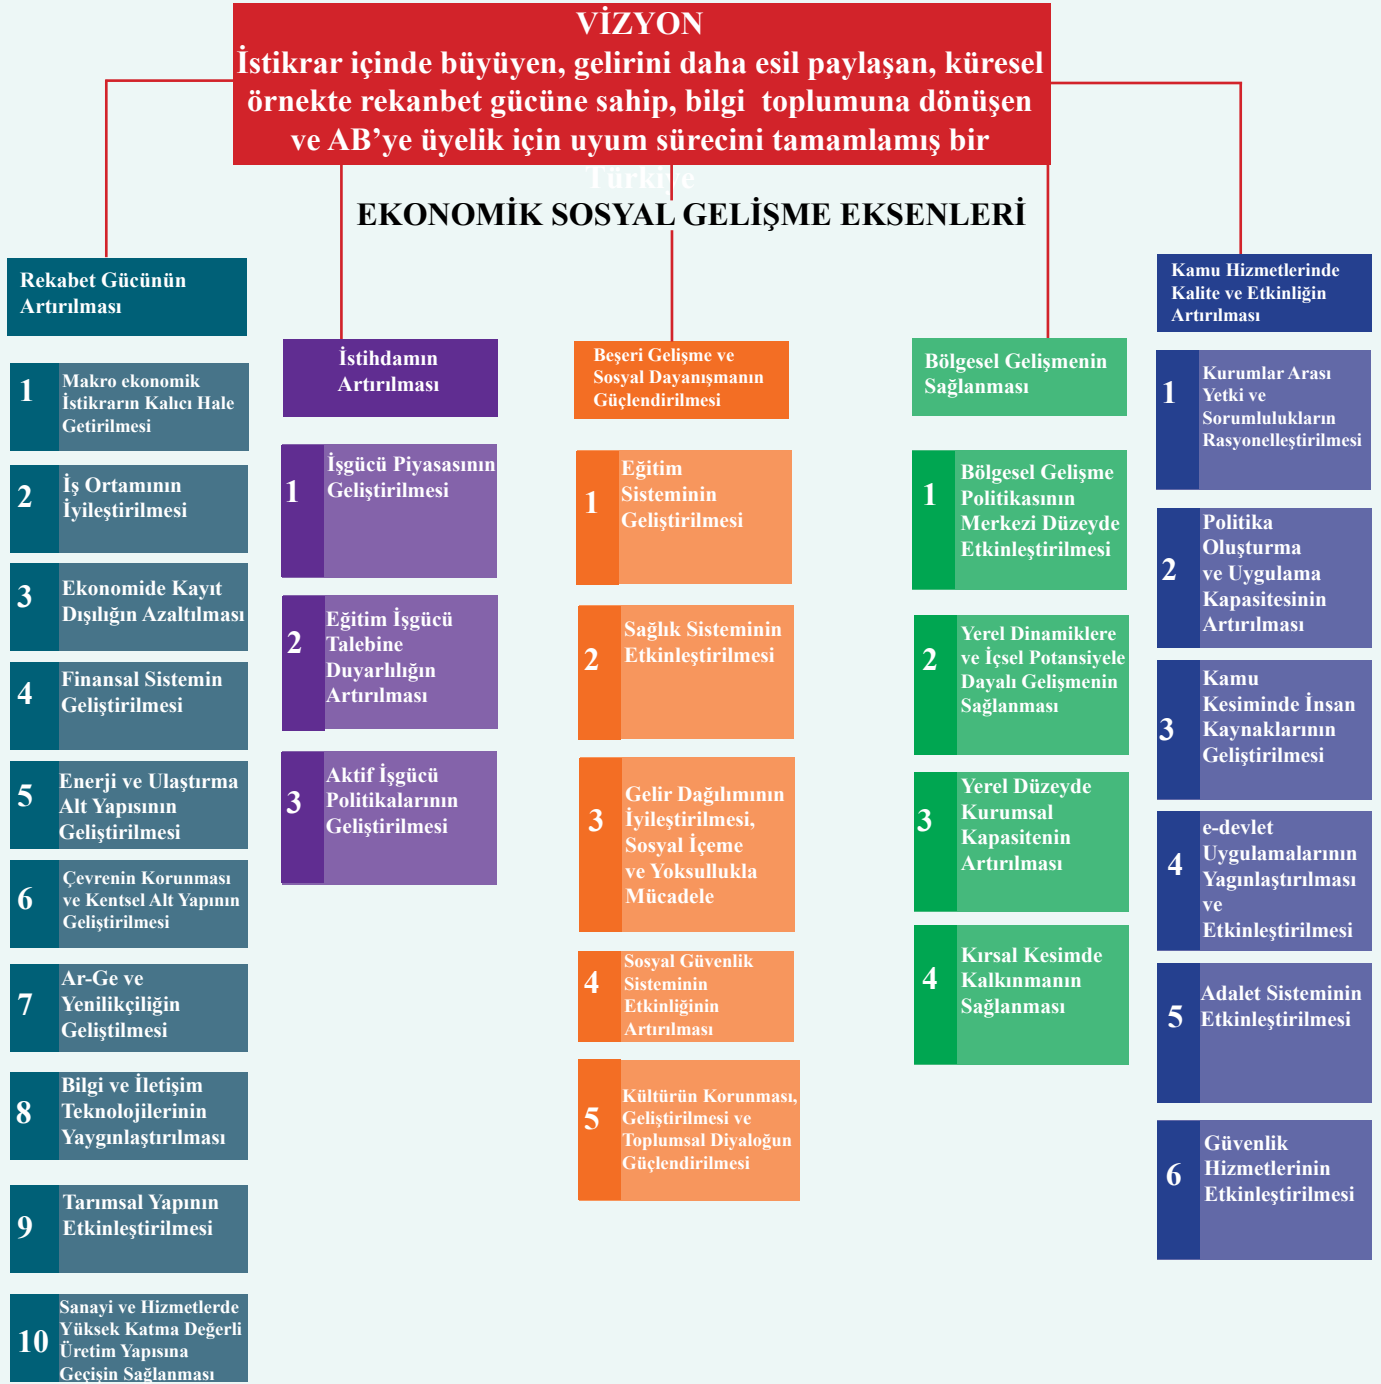 VİZYON
İstikrar içinde büyüyen, gelirini daha esil paylaşan, küresel
örnekte rekanbet gücüne sahip, bilgi toplumuna dönüşen
ve AB’ye üyelik için uyum sürecini tamamlamış bir
Türkiye
EKONOMİK SOSYAL GELİŞME EKSENLERİ
Rekabet Gücünün
Artırılması
1
Makro ekonomik
İstikrarın Kalıcı Hale
Getirilmesi
2
İş Ortamının
İyileştirilmesi
3
Ekonomide Kayıt
Dışılığın Azaltılması
4
Finansal Sistemin
Geliştirilmesi
5
Enerji ve Ulaştırma
Alt Yapısının
Geliştirilmesi
6
Çevrenin Korunması
ve Kentsel Alt Yapının
Geliştirilmesi
7
Ar-Ge ve
Yenilikçiliğin
Geliştilmesi
8
Bilgi ve İletişim
Teknolojilerinin
Yaygınlaştırılması
9
Tarımsal Yapının
Etkinleştirilmesi
10
Sanayi ve Hizmetlerde
Yüksek Katma Değerli
Üretim Yapısına
Geçişin Sağlanması
İstihdamın
Artırılması
1
İşgücü Piyasasının
Geliştirilmesi
2
Eğitim İşgücü
Talebine
Duyarlılığın
Artırılması
3
Aktif İşgücü
Politikalarının
Geliştirilmesi
Beşeri Gelişme ve
Sosyal Dayanışmanın
Güçlendirilmesi
1
Eğitim
Sisteminin
Geliştirilmesi
2
Sağlık Sisteminin
Etkinleştirilmesi
3
Gelir Dağılımının
İyileştirilmesi,
Sosyal İçeme
ve Yoksullukla
Mücadele
4
Sosyal Güvenlik
Sisteminin
Etkinliğinin
Artırılması
5
Kültürün Korunması,
Geliştirilmesi ve
Toplumsal Diyaloğun
Güçlendirilmesi
Bölgesel Gelişmenin
Sağlanması
1
Bölgesel Gelişme
Politikasının
Merkezi Düzeyde
Etkinleştirilmesi
2
Yerel Dinamiklere
ve İçsel Potansiyele
Dayalı Gelişmenin
Sağlanması
3
Yerel Düzeyde
Kurumsal
Kapasitenin
Artırılması
4
Kırsal Kesimde
Kalkınmanın
Sağlanması
Kamu Hizmetlerinde
Kalite ve Etkinliğin
Artırılması
1
Kurumlar Arası
Yetki ve
Sorumlulukların
Rasyonelleştirilmesi
2
Politika
Oluşturma
ve Uygulama
Kapasitesinin
Artırılması
3
Kamu
Kesiminde İnsan
Kaynaklarının
Geliştirilmesi
4
e-devlet
Uygulamalarının
Yagınlaştırılması
ve
Etkinleştirilmesi
5
Adalet Sisteminin
Etkinleştirilmesi
6
Güvenlik
Hizmetlerinin
Etkinleştirilmesi